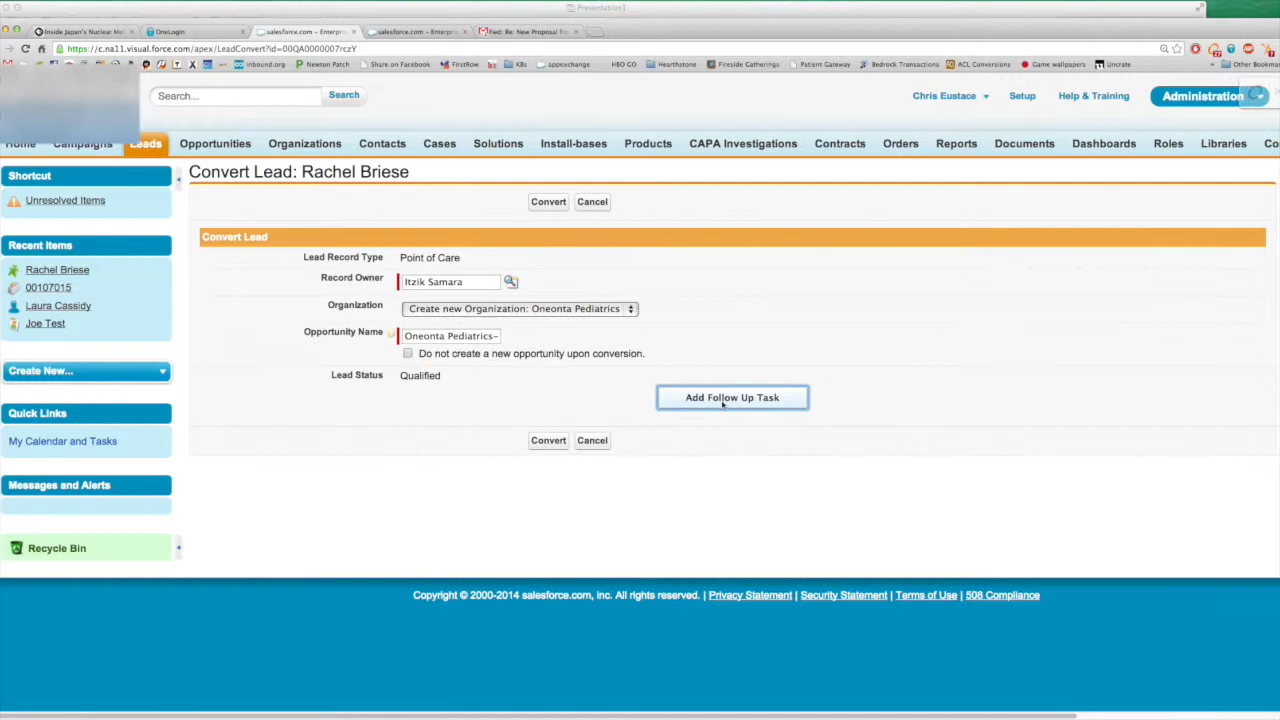 Presentation1
Inside Japan's Nuclear Mel
OneLogin
salesforce.com – Enterpris
salesforce.com – Enterpris
Fwd: Re: New Proposal fro
https://c.na11.visual.force.com/apex/LeadConvert?id=00QA0000007rczY
inbound.org
Newton Patch
Share on Facebook
FirstRow
KBs
appexchange
HBO GO
Hearthstone
Fireside Gatherings
Patient Gateway
Bedrock Transactions
ACL Conversions
Game wallpapers
Uncrate
»
Other Bookmar
Search...
Search
Chris Eustace
Setup
Help & Training
Administration
Home
Campaigns
Leads
Opportunities
Organizations
Contacts
Cases
Solutions
Install-bases
Products
CAPA Investigations
Contracts
Orders
Reports
Documents
Dashboards
Roles
Libraries
Co
Shortcut
Unresolved Items
Recent Items
Rachel Briese
00107015
Laura Cassidy
Joe Test
Create New...
Quick Links
My Calendar and Tasks
Messages and Alerts
Recycle Bin
Convert Lead: Rachel Briese
Convert
Cancel
Convert Lead
Lead Record Type
Point of Care
Record Owner
Itzik Samara
Organization
Create new Organization: Oneonta Pediatrics
Opportunity Name
Oneonta Pediatrics-
Do not create a new opportunity upon conversion.
Lead Status
Qualified
Add Follow Up Task
Convert
Cancel
Copyright © 2000-2014 salesforce.com, inc. All rights reserved. | Privacy Statement | Security Statement | Terms of Use | 508 Compliance